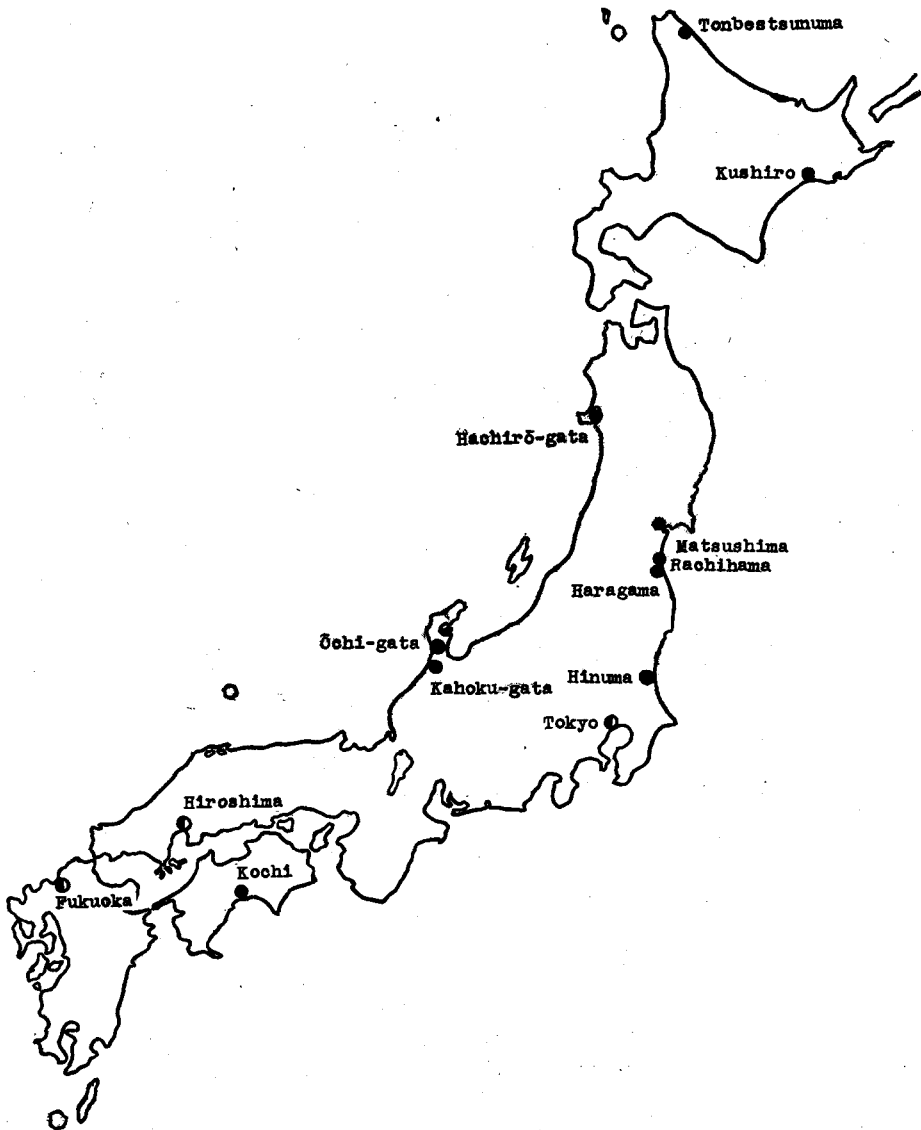 Tonbestsunuma
Kushiro
Hachirō-gata
Matsushima
Rachihama
Haragama
Ōchi-gata
Kahoku-gata
Hinuma
Tokyo
Hiroshima
Kochi
Fukuoka